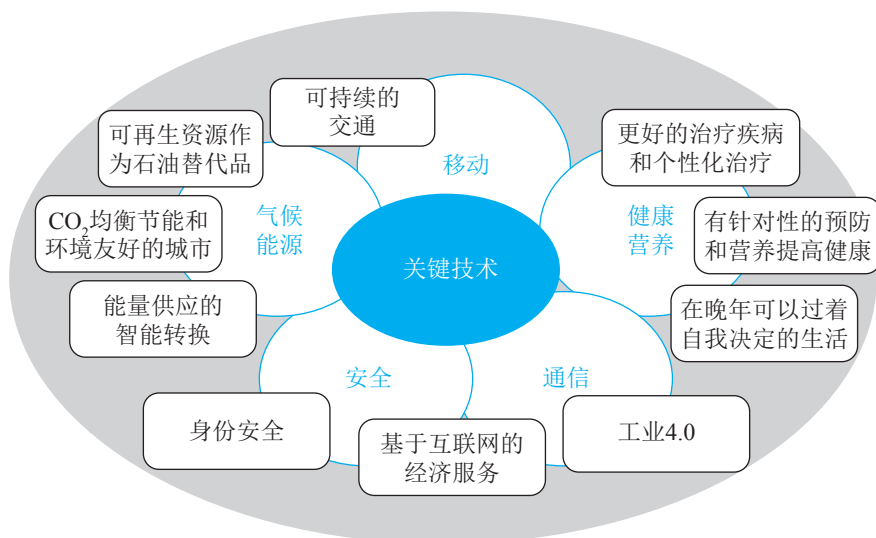 可持续的
交通
可再生资源作
为石油替代品
更好的治疗疾病
和个性化治疗
移动
CO₂均衡节能和
环境友好的城市
气候
能源
健康
营养
有针对性的预防
和营养提高健康
关键技术
能量供应的
智能转换
在晚年可以过着
自我决定的生活
安全
通信
身份安全
基于互联网的
经济服务
工业4.0